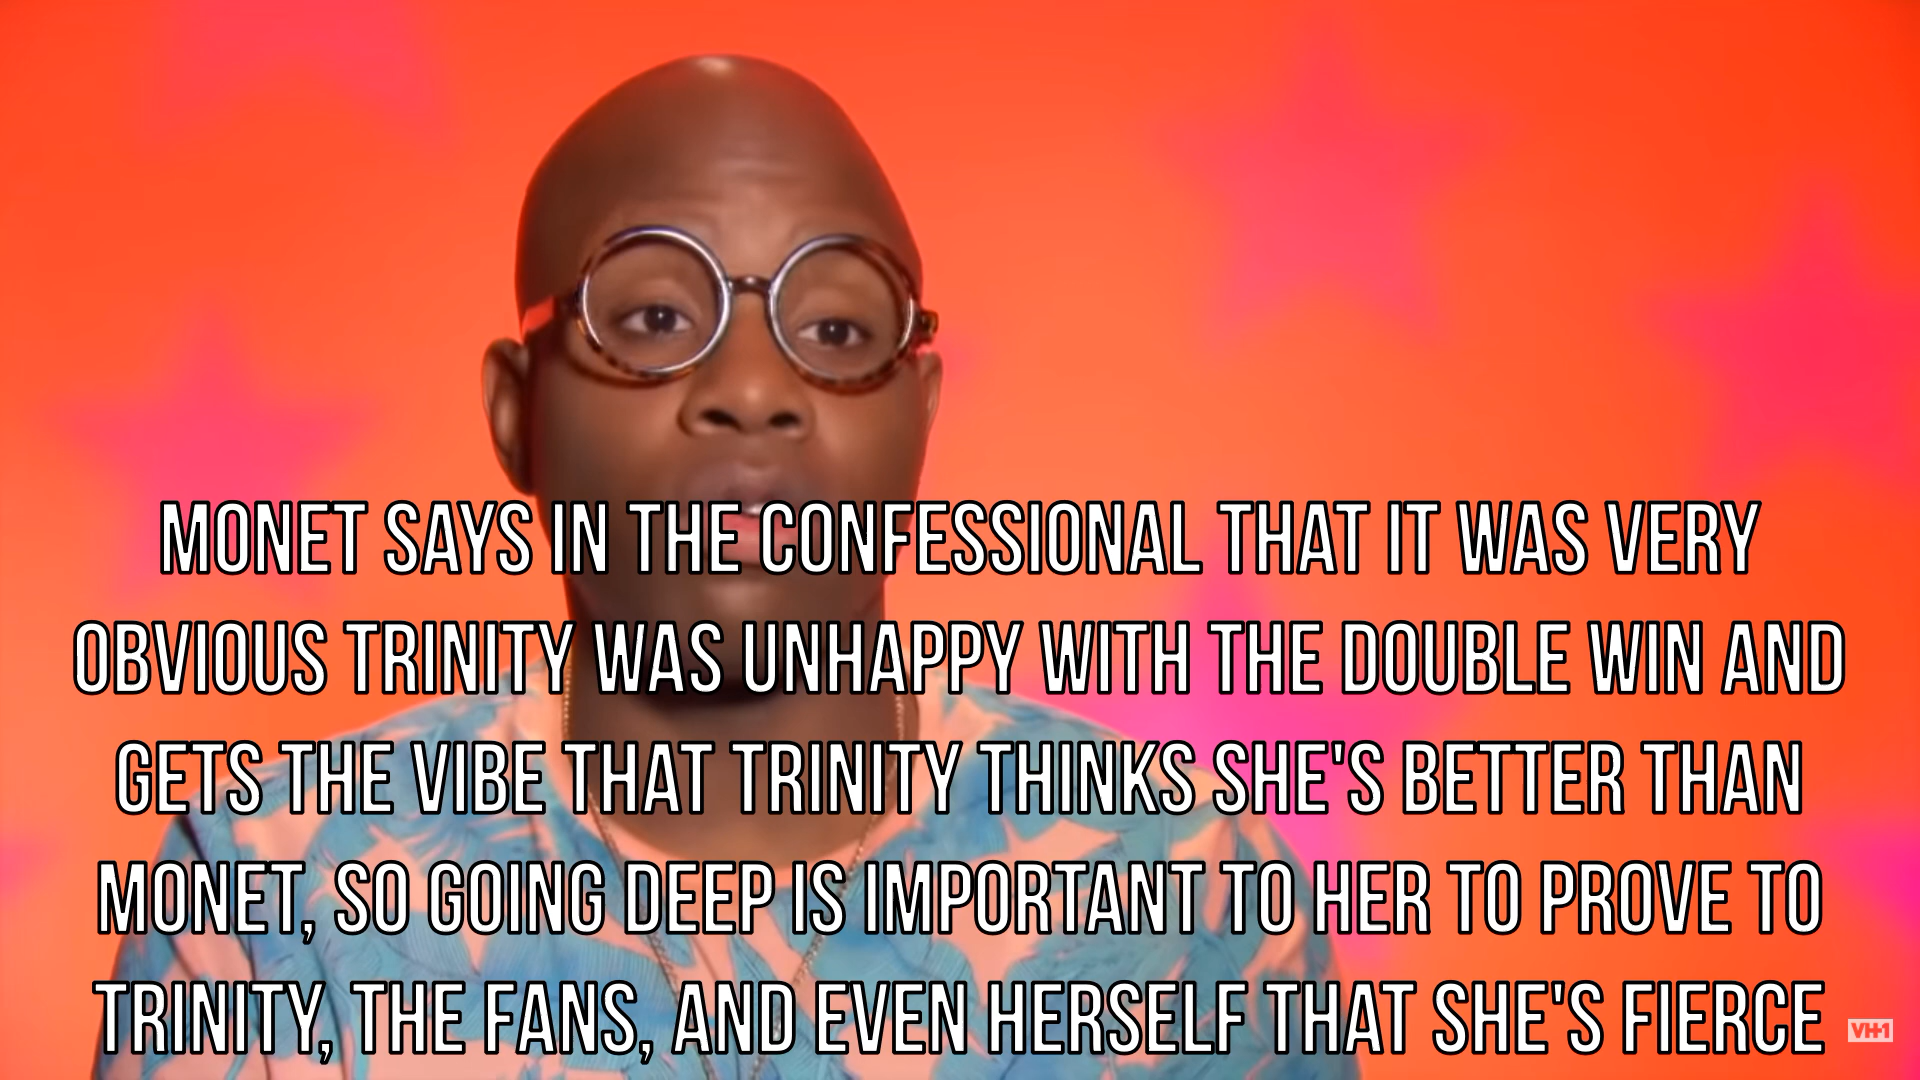 MONET SAYS IN THE CONFESSIONAL THAT IT WAS VERY
OBVIOUS TRINITY WAS UNHAPPY WITH THE DOUBLE WIN AND
GETS THE VIBE THAT TRINITY THINKS SHE'S BETTER THAN
MONET, SO GOING DEEP IS IMPORTANT TO HER TO PROVE TO
TRINITY, THE FANS, AND EVEN HERSELF THAT SHE'S FIERCE
VH1